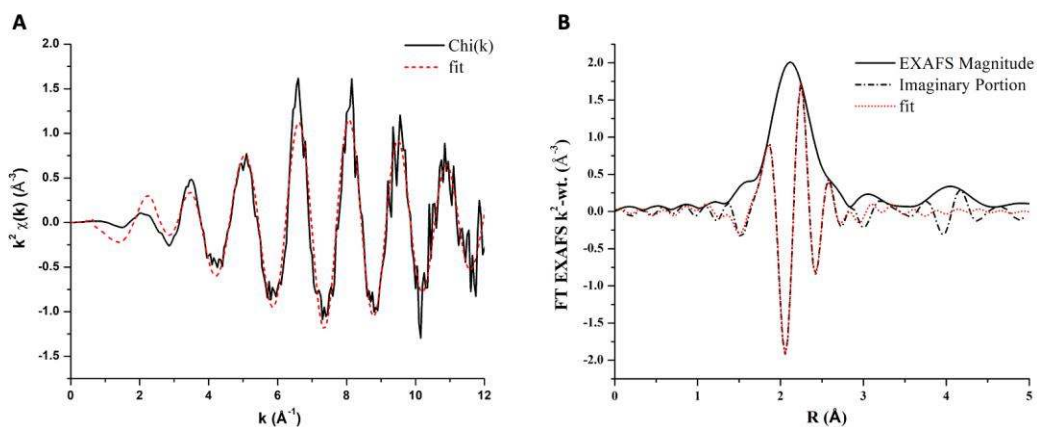 A
Chi(k)
fit
2.0
1.5
1.0
0.5
0.0
-0.5
-1.0
-1.5
k² χ(k) (Å⁻³)
0 2 4 6 8 10 12
k (Å⁻¹)
B
EXAFS Magnitude
Imaginary Portion
fit
2.0
1.5
1.0
0.5
0.0
-0.5
-1.0
-1.5
-2.0
FT EXAFS k²-wt. (Å⁻³)
0 1 2 3 4 5
R (Å)